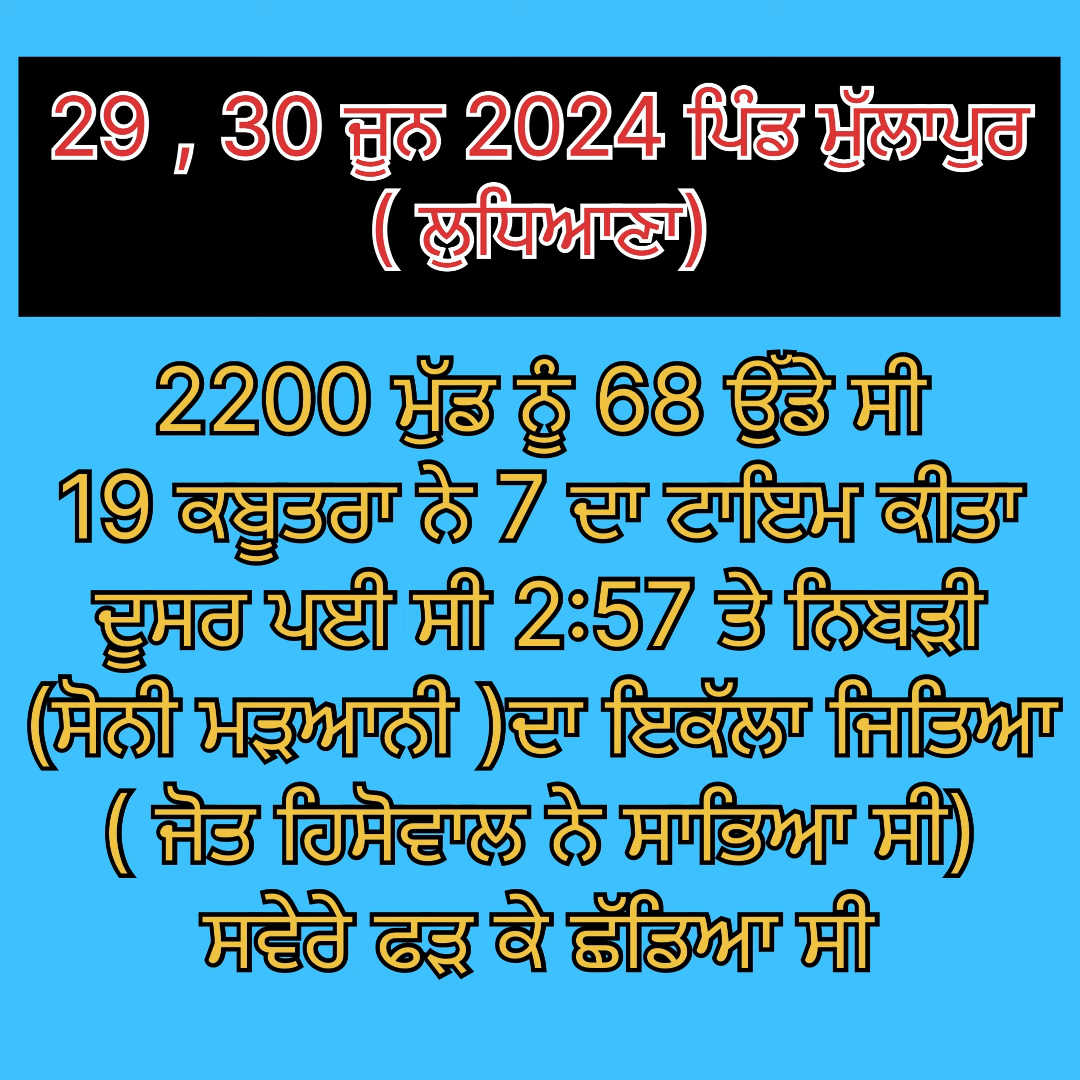 29 , 30 ਜੂਨ 2024 ਪਿੰਡ ਮੁੱਲਾਪੁਰ
( ਲੁਧਿਆਣਾ)
2200 ਮੁੱਡ ਨੂੰ 68 ਉੱਡੇ ਸੀ
19 ਕਬੂਤਰਾ ਨੇ 7 ਦਾ ਟਾਇਮ ਕੀਤਾ
ਦੂਸਰ ਪਈ ਸੀ 2:57 ਤੇ ਨਿਬੜੀ
(ਸੋਨੀ ਮੜਆਨੀ )ਦਾ ਇਕੱਲਾ ਜਿਤਿਆ
( ਜੋਤ ਹਿਸੋਵਾਲ ਨੇ ਸਾਭਿਆ ਸੀ)
ਸਵੇਰੇ ਫੜ ਕੇ ਛੱਡਿਆ ਸੀ